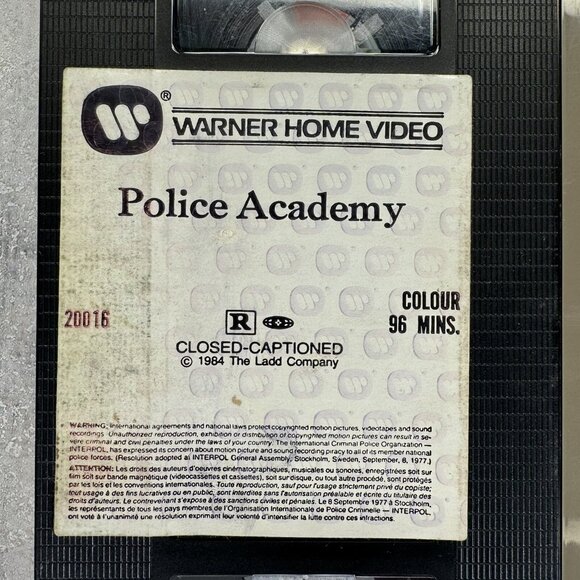 ®
WARNER HOME VIDEO
Police Academy
20016
COLOUR
96 MINS.
R
CLOSED-CAPTIONED
© 1984 The Ladd Company
WARNING: International agreements and national laws protect copyrighted motion pictures, videotapes and sound
recordings. Unauthorized reproduction, exhibition or distribution of copyrighted motion pictures can result in se-
vere criminal and civil penalties under the laws of your country. The International Criminal Police Organization —
INTERPOL, has expressed its concern about motion picture and sound recording piracy to all of its member national
police forces. (Resolution adopted at INTERPOL General Assembly, Stockholm, Sweden, September, 8, 1977.)
ATTENTION: Les droits des auteurs d'oeuvres cinématographiques, musicales ou sonores, enregistrées soit sur
film soit sur bande magnétique (vidéocassettes et cassettes), soit sur disque, ou tout autre procédé, sont protégés
par les lois et les conventions internationales. Toute reproduction, sauf pour l'usage strictement privé du copiste;
tout usage à des fins lucratives ou en public, sont interdites sans l'autorisation préalable et écrite du titulaire des
droits d'auteurs. Le contrevenant s'expose à des sanctions civiles et pénales. Le 8 Septembre 1977 à Stockholm,
les représentants de tous les pays membres de l'Organisation Internationale de Police Criminelle — INTERPOL,
ont voté à l'unanimité une résolution exprimant leur volonté d'intensifier la lutte contre ces infractions.